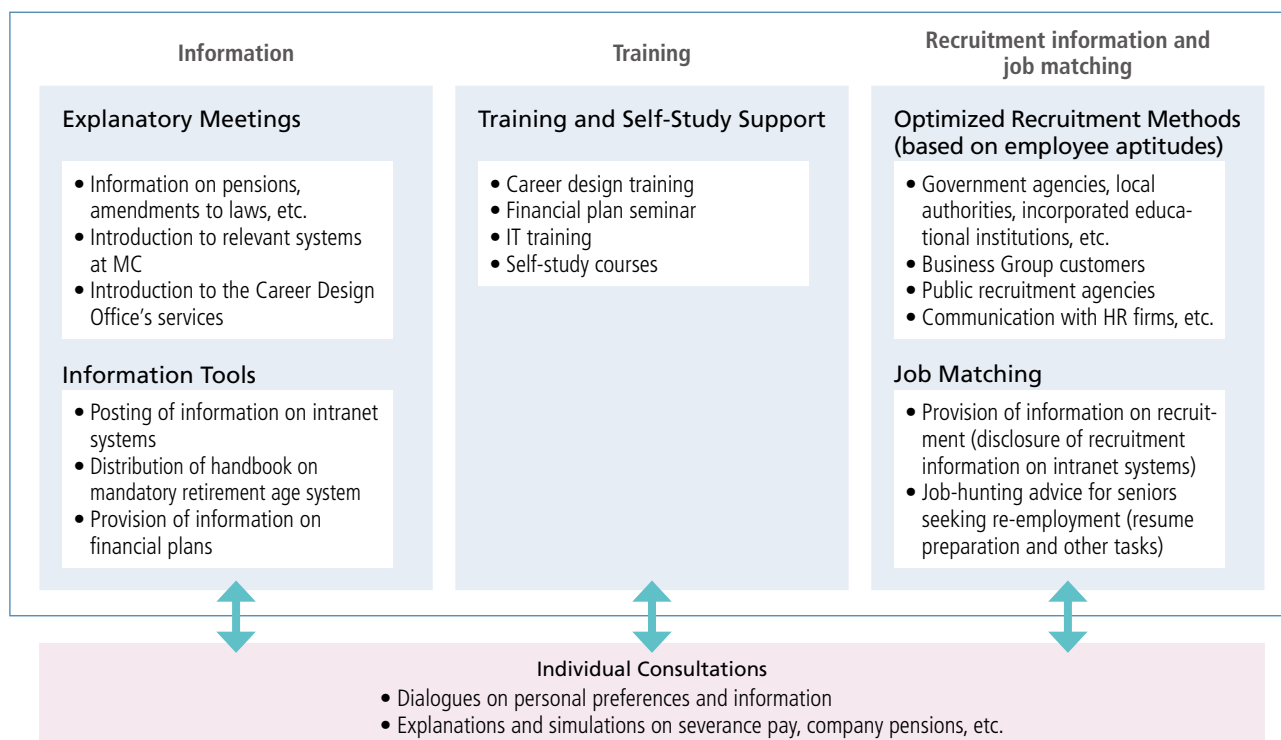 Information
Explanatory Meetings
• Information on pensions,
amendments to laws, etc.
• Introduction to relevant systems
at MC
• Introduction to the Career Design
Office's services
Information Tools
• Posting of information on intranet
systems
• Distribution of handbook on
mandatory retirement age system
• Provision of information on
financial plans
Training
Training and Self-Study Support
• Career design training
• Financial plan seminar
• IT training
• Self-study courses
Recruitment information and
job matching
Optimized Recruitment Methods
(based on employee aptitudes)
• Government agencies, local
authorities, incorporated educa-
tional institutions, etc.
• Business Group customers
• Public recruitment agencies
• Communication with HR firms, etc.
Job Matching
• Provision of information on recruit-
ment (disclosure of recruitment
information on intranet systems)
• Job-hunting advice for seniors
seeking re-employment (resume
preparation and other tasks)
Individual Consultations
• Dialogues on personal preferences and information
• Explanations and simulations on severance pay, company pensions, etc.